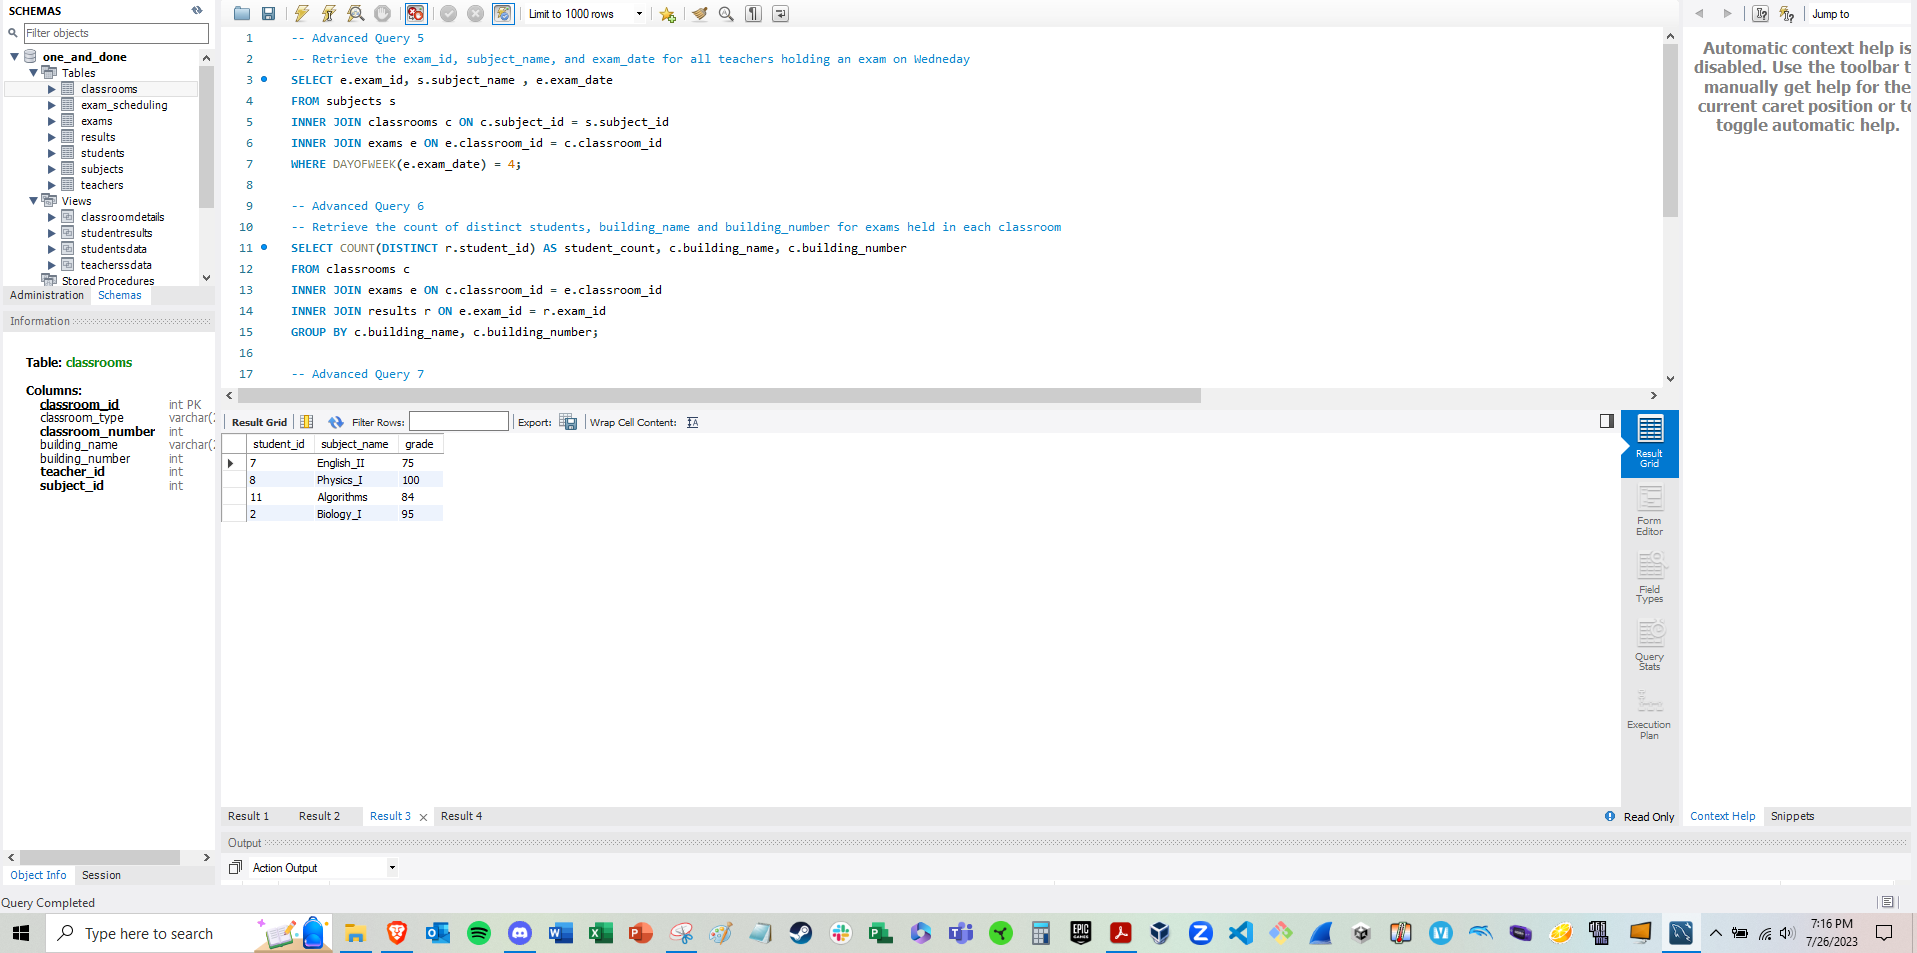 SCHEMAS
Filter objects
one_and_done
Tables
classrooms
exam_scheduling
exams
results
students
subjects
teachers
Views
classroomdetails
studentresults
studentsdata
teacherssdata
Stored Procedures
Administration Schemas
Information
Table: classrooms
Columns:
classroom_id int PK
classroom_type varchar(
classroom_number int
building_name varchar(
building_number int
teacher_id int
subject_id int
Object Info Session
Query Completed
Limit to 1000 rows
1 -- Advanced Query 5
2 -- Retrieve the exam_id, subject_name, and exam_date for all teachers holding an exam on Wedneday
3 SELECT e.exam_id, s.subject_name , e.exam_date
4 FROM subjects s
5 INNER JOIN classrooms c ON c.subject_id = s.subject_id
6 INNER JOIN exams e ON e.classroom_id = c.classroom_id
7 WHERE DAYOFWEEK(e.exam_date) = 4;
8
9 -- Advanced Query 6
10 -- Retrieve the count of distinct students, building_name and building_number for exams held in each classroom
11 SELECT COUNT(DISTINCT r.student_id) AS student_count, c.building_name, c.building_number
12 FROM classrooms c
13 INNER JOIN exams e ON c.classroom_id = e.classroom_id
14 INNER JOIN results r ON e.exam_id = r.exam_id
15 GROUP BY c.building_name, c.building_number;
16
17 -- Advanced Query 7
Result Grid Filter Rows: Export: Wrap Cell Content:
student_id subject_name grade
7 English_II 75
8 Physics_I 100
11 Algorithms 84
2 Biology_I 95
Result
Grid
Form
Editor
Field
Types
Query
Stats
Execution
Plan
Result 1 Result 2 Result 3 Result 4
Read Only
Output
Action Output
Jump to
Automatic context help is
disabled. Use the toolbar t
manually get help for the
current caret position or to
toggle automatic help.
Context Help Snippets
Type here to search
EPIC GAMES
7:16 PM
7/26/2023